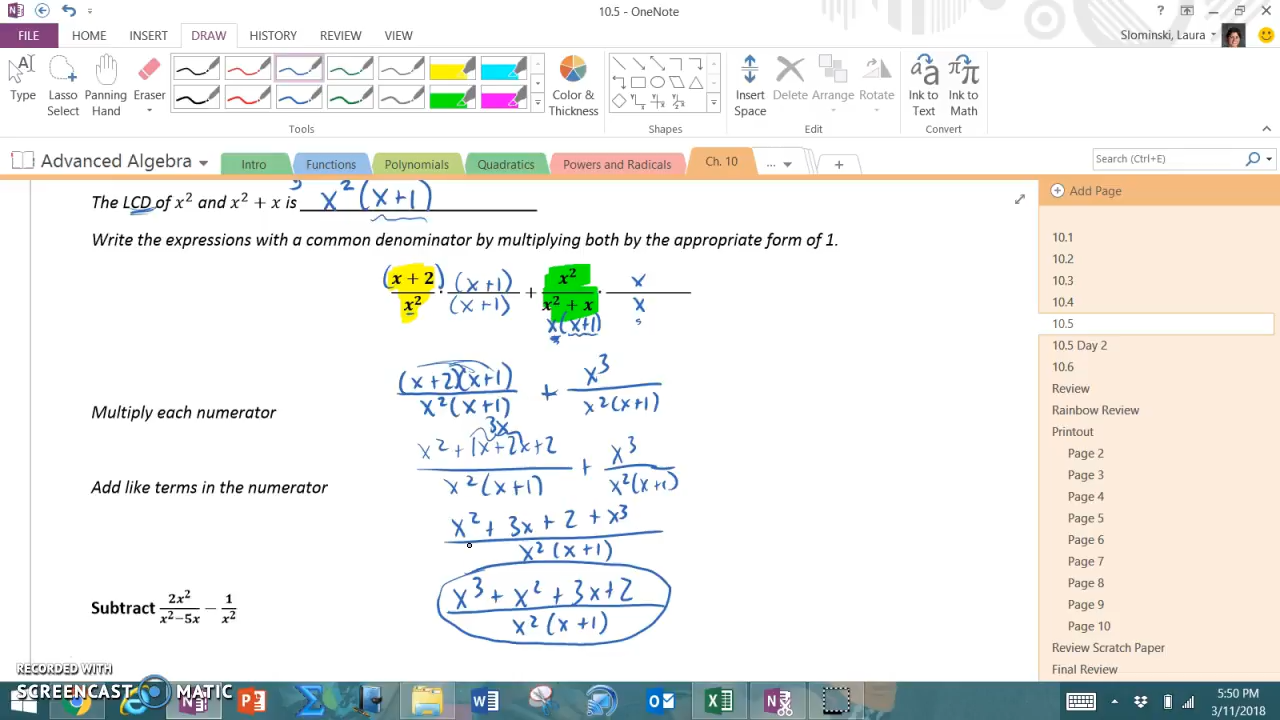 10.5 - OneNote
FILE HOME INSERT DRAW HISTORY REVIEW VIEW Slominski, Laura
Type Lasso Select Panning Hand Eraser Color & Thickness Insert Space Delete Arrange Rotate Ink to Text Ink to Math
Tools Shapes Edit Convert
Advanced Algebra Intro Functions Polynomials Quadratics Powers and Radicals Ch. 10 ... + Search (Ctrl+E)
Add Page
10.1
10.2
10.3
10.4
10.5
10.5 Day 2
10.6
Review
Rainbow Review
Printout
Page 2
Page 3
Page 4
Page 5
Page 6
Page 7
Page 8
Page 9
Page 10
Review Scratch Paper
Final Review
The LCD of x² and x² + x is x²(x+1)
Write the expressions with a common denominator by multiplying both by the appropriate form of 1.
(x + 2)/x² · (x+1)/(x+1) + x²/(x² + x) · x/x
x(x+1)
(x+2)(x+1)/x²(x+1) + x³/x²(x+1)
Multiply each numerator
3x
x² + 1x + 2x + 2/x²(x+1) + x³/x²(x+1)
Add like terms in the numerator
x² + 3x + 2 + x³/x²(x+1)
x³ + x² + 3x + 2/x²(x+1)
Subtract 2x²/(x²−5x) − 1/x²
RECORDED WITH
SCREENCAST MATIC
5:50 PM
3/11/2018